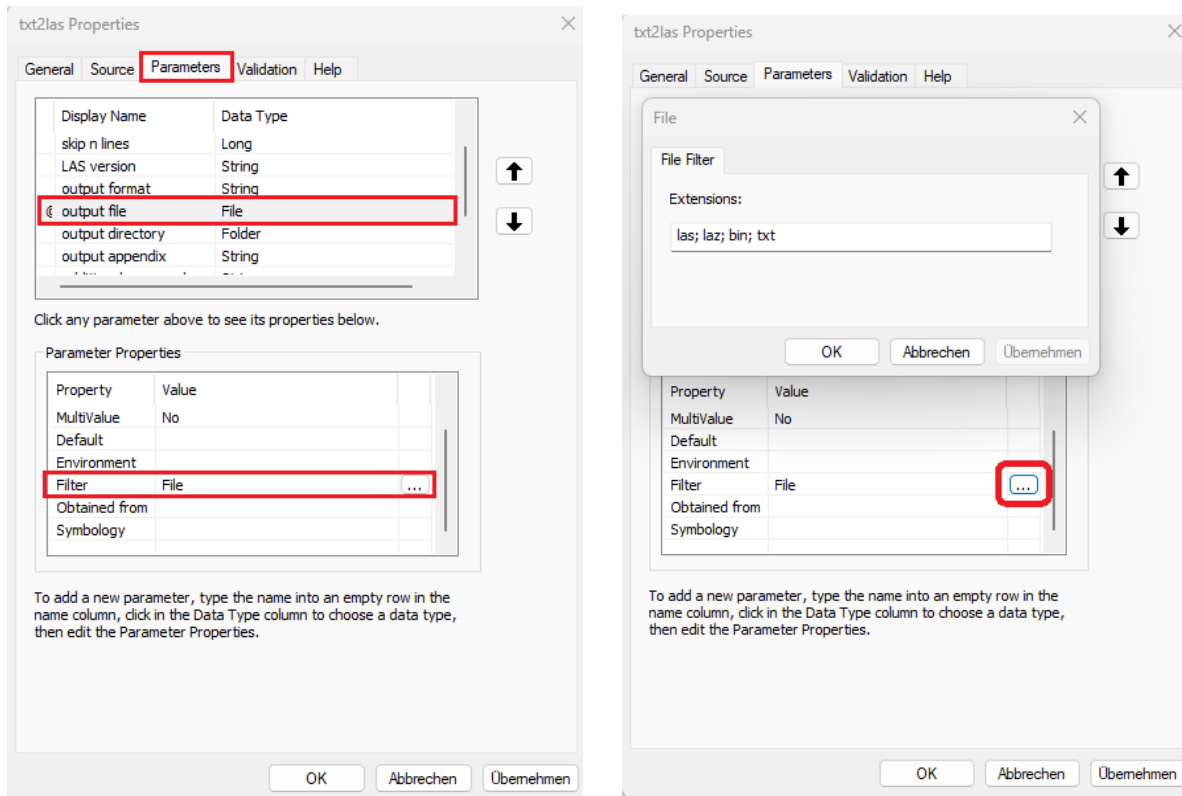 txt2las Properties
General Source Parameters Validation Help
Display Name Data Type
skip n lines Long
LAS version String
output format String
output file File
output directory Folder
output appendix String
Click any parameter above to see its properties below.
Parameter Properties
Property Value
MultiValue No
Default
Environment
Filter File ...
Obtained from
Symbology
To add a new parameter, type the name into an empty row in the
name column, click in the Data Type column to choose a data type,
then edit the Parameter Properties.
OK Abbrechen Übernehmen
txt2las Properties
General Source Parameters Validation Help
File
File Filter
Extensions:
las; laz; bin; txt
OK Abbrechen Übernehmen
Property Value
MultiValue No
Default
Environment
Filter File ...
Obtained from
Symbology
To add a new parameter, type the name into an empty row in the
name column, click in the Data Type column to choose a data type,
then edit the Parameter Properties.
OK Abbrechen Übernehmen